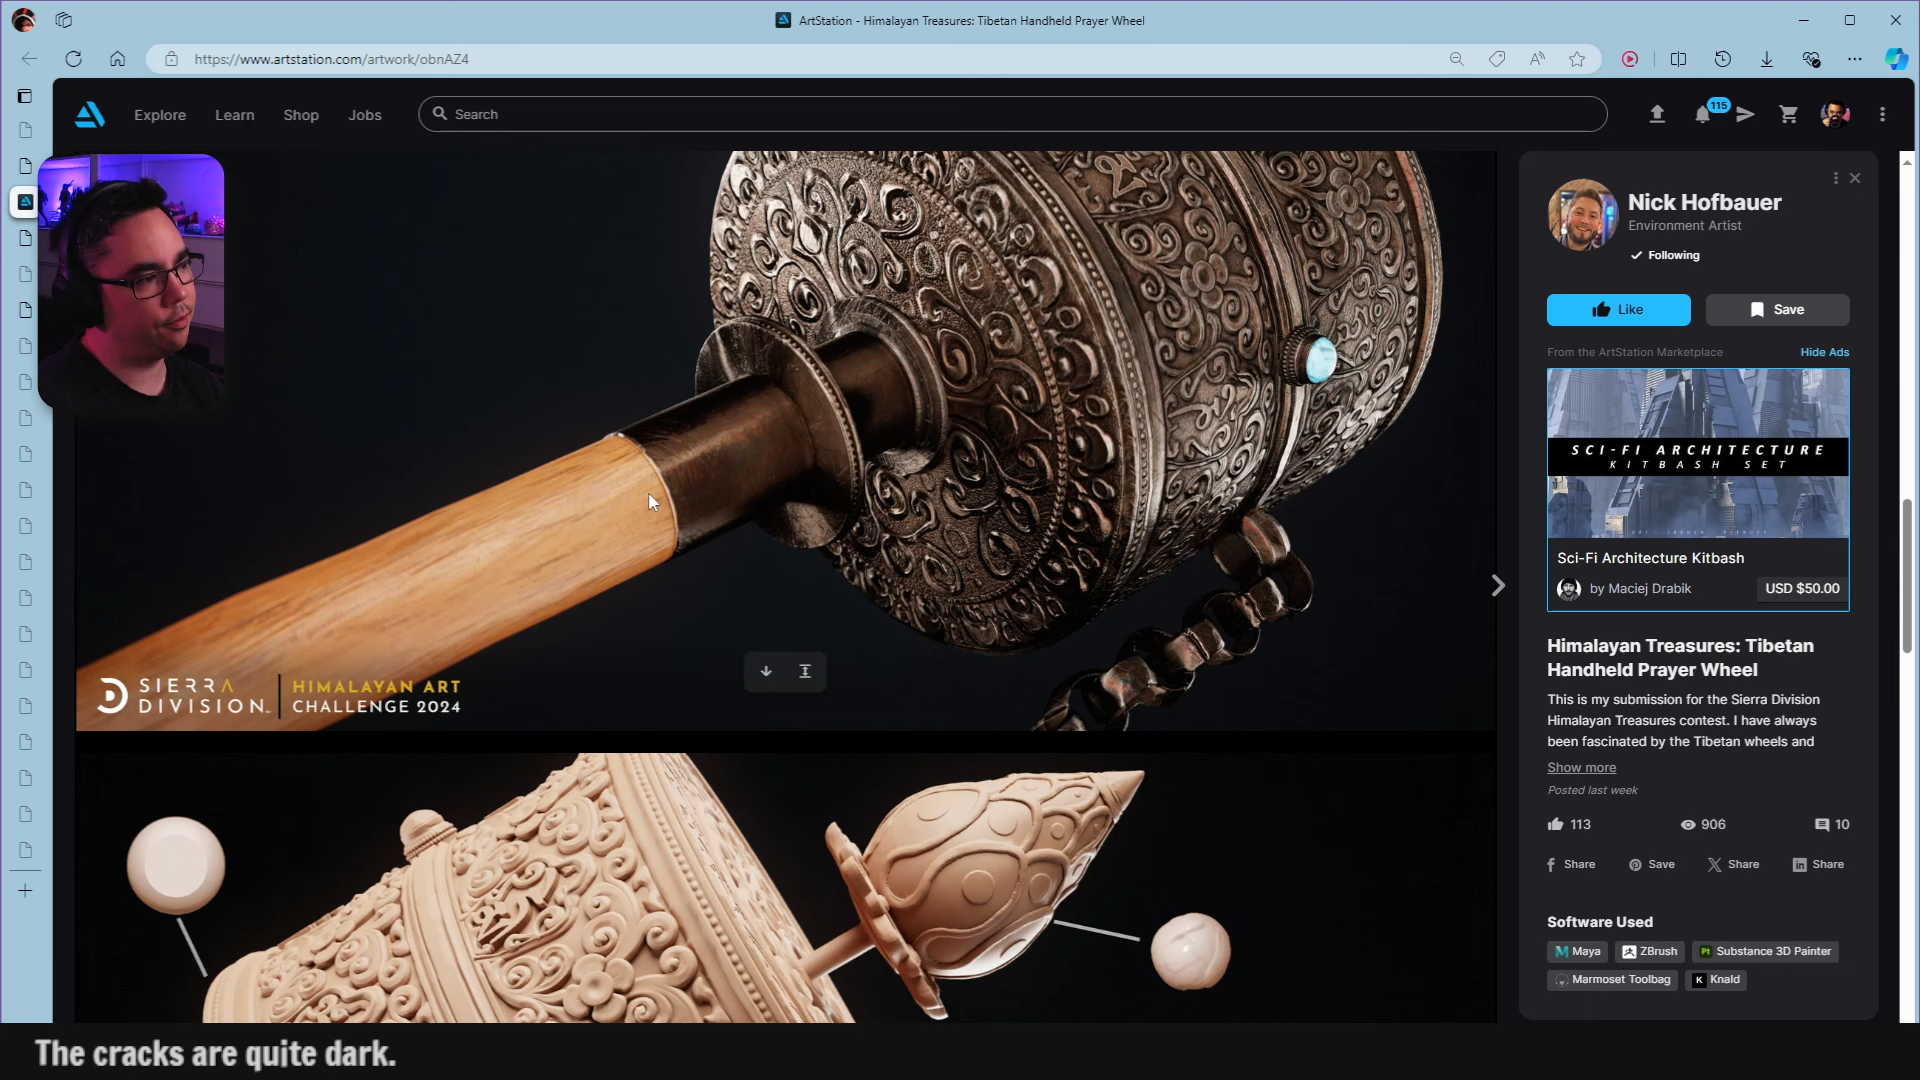 ArtStation - Himalayan Treasures: Tibetan Handheld Prayer Wheel
https://www.artstation.com/artwork/obnAZ4
Explore
Learn
Shop
Jobs
Search
115
Nick Hofbauer
Environment Artist
Following
Like
Save
From the ArtStation Marketplace
Hide Ads
SCI-FI ARCHITECTURE
KITBASH SET
Sci-Fi Architecture Kitbash
by Maciej Drabik
USD $50.00
SIERRA
DIVISION
HIMALAYAN ART
CHALLENGE 2024
Himalayan Treasures: Tibetan
Handheld Prayer Wheel
This is my submission for the Sierra Division
Himalayan Treasures contest. I have always
been fascinated by the Tibetan wheels and
Show more
Posted last week
113
906
10
Share
Save
Share
Share
Software Used
Maya
ZBrush
Pt
Substance 3D Painter
Marmoset Toolbag
K
Knald
The cracks are quite dark.